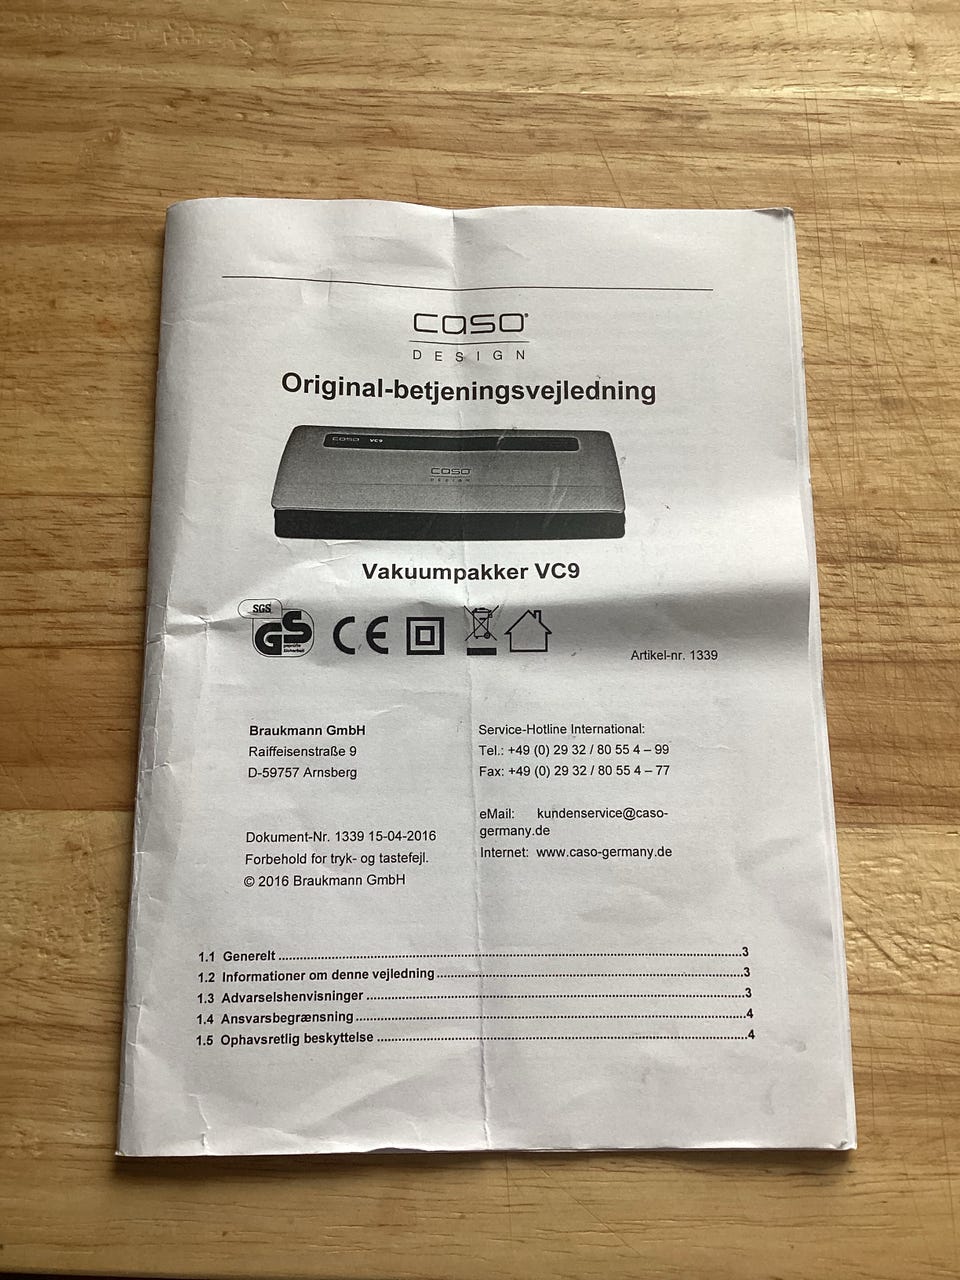 caso
DESIGN
Original-betjeningsvejledning
caso VC9
caso
DESIGN
Vakuumpakker VC9
SGS
GS
geprüfte
Sicherheit
CE
Artikel-nr. 1339
Braukmann GmbH
Raiffeisenstraße 9
D-59757 Arnsberg
Service-Hotline International:
Tel.: +49 (0) 29 32 / 80 55 4 – 99
Fax: +49 (0) 29 32 / 80 55 4 – 77
eMail: kundenservice@caso-
germany.de
Internet: www.caso-germany.de
Dokument-Nr. 1339 15-04-2016
Forbehold for tryk- og tastefejl.
© 2016 Braukmann GmbH
1.1 Generelt ........................................ 3
1.2 Informationer om denne vejledning ........................................ 3
1.3 Advarselshenvisninger ........................................ 3
1.4 Ansvarsbegrænsning ........................................ 4
1.5 Ophavsretlig beskyttelse ........................................ 4